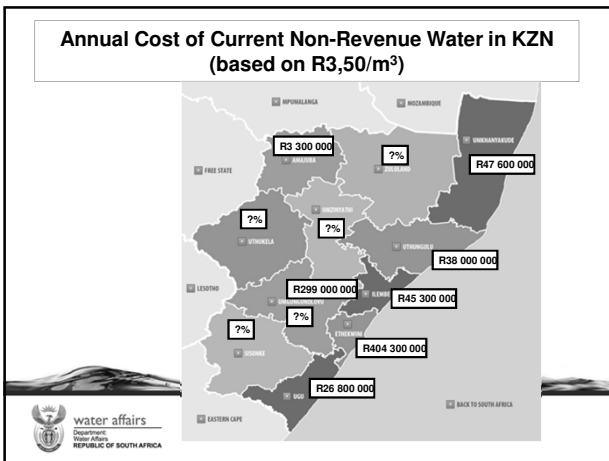 Annual Cost of Current Non-Revenue Water in KZN
(based on R3,50/m³)
MPUMALANGA
MOZAMBIQUE
R3 300 000
AMAJUBA
?%
ZULULAND
UMKHANYAKUDE
R47 600 000
FREE STATE
?%
UMZINYATHI
?%
UTHUKELA
UTHUNGULU
R38 000 000
LESOTHO
R299 000 000
UMGUNGUNDLOVU
ILEMBE
R45 300 000
?%
?%
ETHEKWINI
SISONKE
R404 300 000
R26 800 000
UGU
BACK TO SOUTH AFRICA
EASTERN CAPE
water affairs
Department:
Water Affairs
REPUBLIC OF SOUTH AFRICA